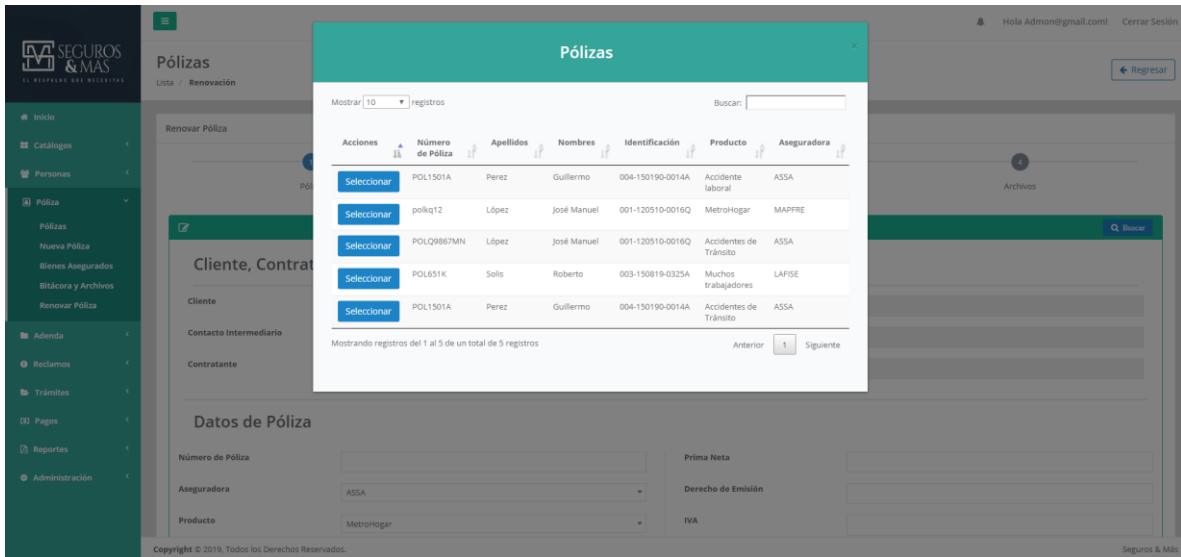 SEGUROS
& MAS
EL RESPALDO QUE NECESITAS
Hola Admon@gmail.com! Cerrar Sesión
Pólizas
Lista / Renovación
Regresar
Inicio
Catálogos
Personas
Póliza
Pólizas
Nueva Póliza
Bienes Asegurados
Bitácora y Archivos
Renovar Póliza
Adenda
Reclamos
Trámites
Pagos
Reportes
Administración
Renovar Póliza
4
Archivos
Buscar
Cliente
Contacto Intermediario
Contratante
Datos de Póliza
Número de Póliza Prima Neta
Aseguradora ASSA Derecho de Emisión
Producto MetroHogar IVA
Pólizas ×
Mostrar 10 registros Buscar:
Acciones Número de Póliza Apellidos Nombres Identificación Producto Aseguradora
Seleccionar POL1501A Perez Guillermo 004-150190-0014A Accidente laboral ASSA
Seleccionar polkq12 López José Manuel 001-120510-0016Q MetroHogar MAPFRE
Seleccionar POLQ9867MN López José Manuel 001-120510-0016Q Accidentes de Tránsito ASSA
Seleccionar POL651K Solis Roberto 003-150819-0325A Muchos trabajadores LAFISE
Seleccionar POL1501A Perez Guillermo 004-150190-0014A Accidentes de Tránsito ASSA
Mostrando registros del 1 al 5 de un total de 5 registros Anterior 1 Siguiente
Copyright © 2019, Todos los Derechos Reservados. Seguros & Más